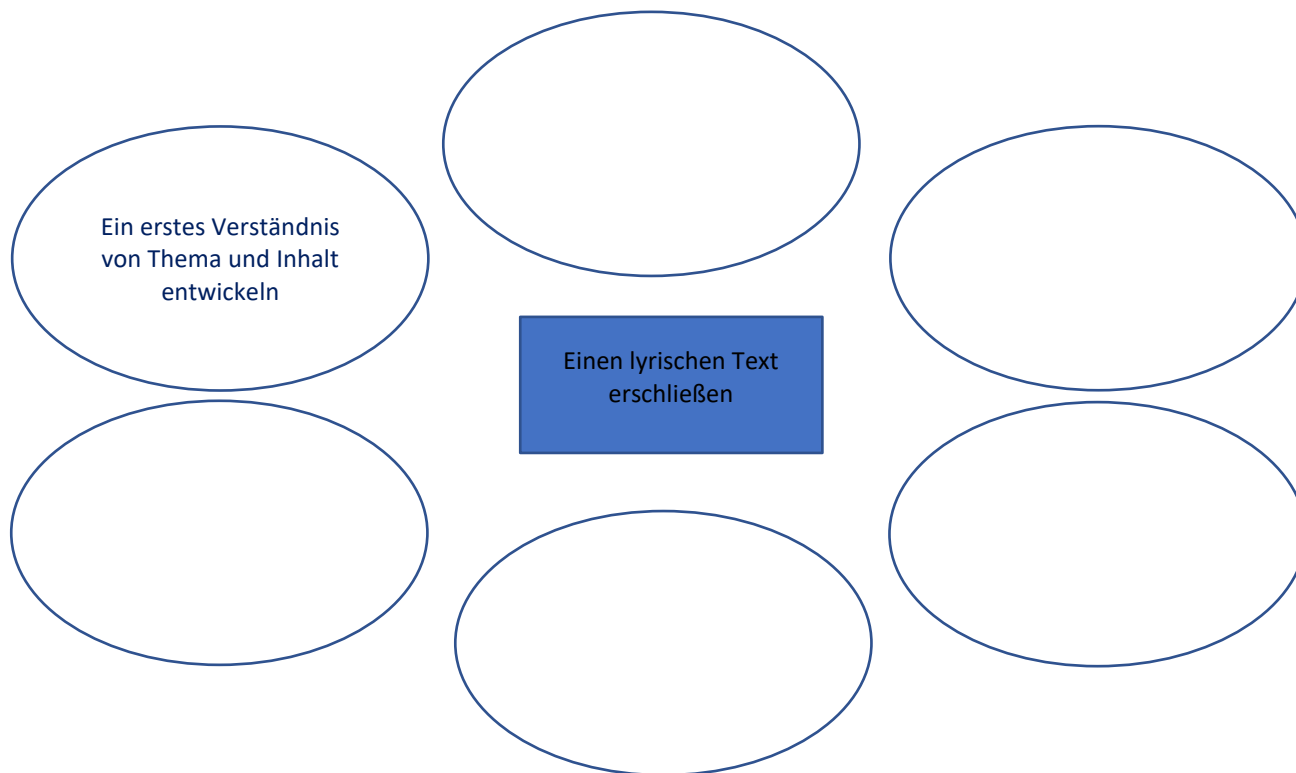 Ein erstes Verständnis
von Thema und Inhalt
entwickeln
Einen lyrischen Text
erschließen